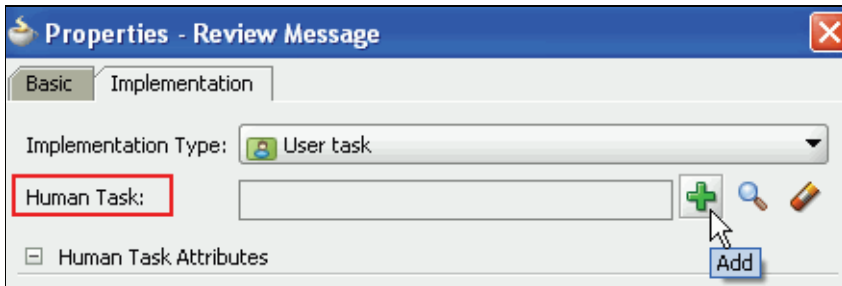 Properties - Review Message
Basic
Implementation
Implementation Type:
User task
Human Task:
Add
Human Task Attributes